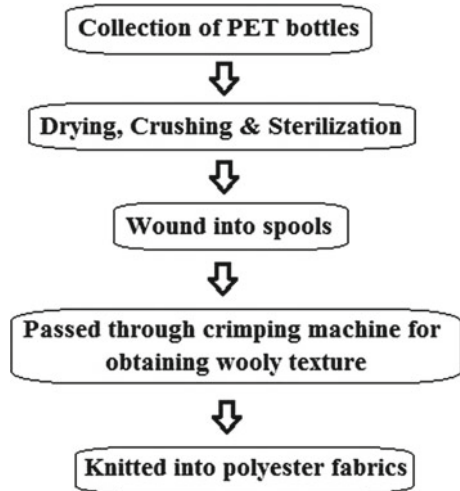 Collection of PET bottles
Drying, Crushing & Sterilization
Wound into spools
Passed through crimping machine for
obtaining wooly texture
Knitted into polyester fabrics